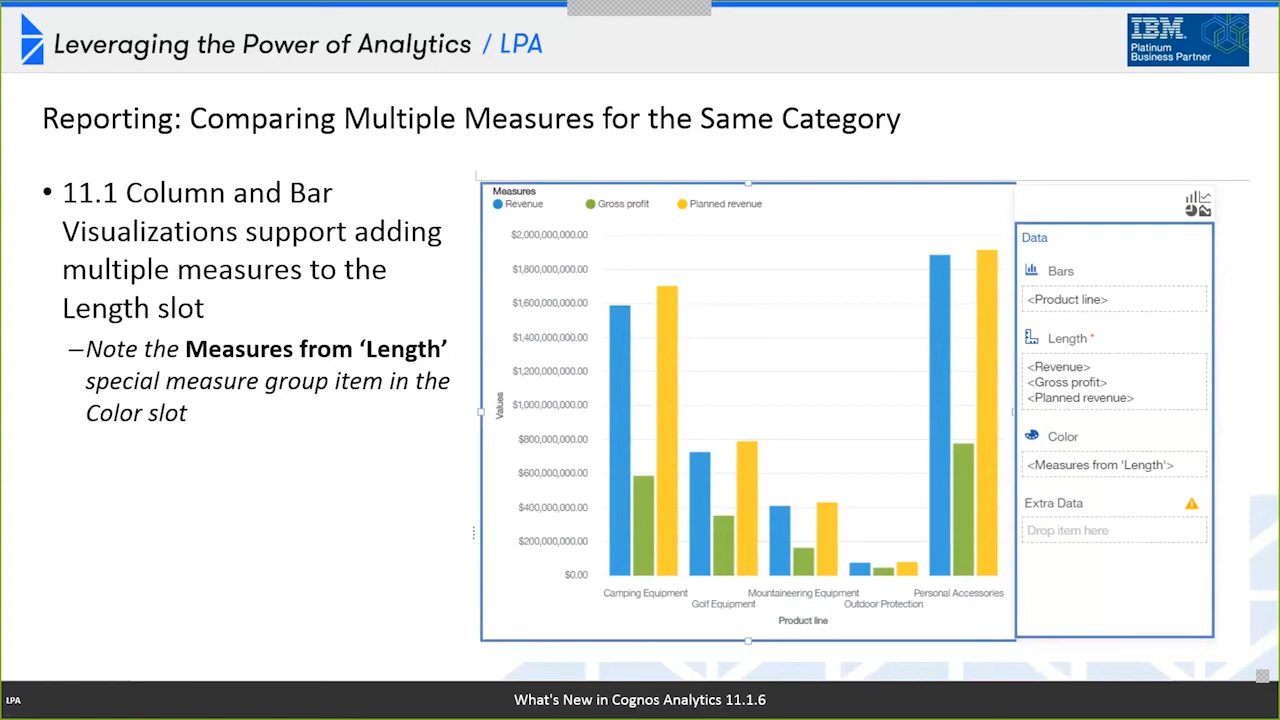 Leveraging the Power of Analytics / LPA
IBM
Platinum
Business Partner
Reporting: Comparing Multiple Measures for the Same Category
• 11.1 Column and Bar
Visualizations support adding
multiple measures to the
Length slot
–Note the Measures from ‘Length’
special measure group item in the
Color slot
Measures
Revenue
Gross profit
Planned revenue
$2,000,000,000.00
$1,800,000,000.00
$1,600,000,000.00
$1,400,000,000.00
$1,200,000,000.00
$1,000,000,000.00
$800,000,000.00
$600,000,000.00
$400,000,000.00
$200,000,000.00
$0.00
Values
Camping Equipment
Golf Equipment
Mountaineering Equipment
Outdoor Protection
Personal Accessories
Product line
Data
Bars
<Product line>
Length *
<Revenue>
<Gross profit>
<Planned revenue>
Color
<Measures from 'Length'>
Extra Data
Drop item here
LPA
What's New in Cognos Analytics 11.1.6